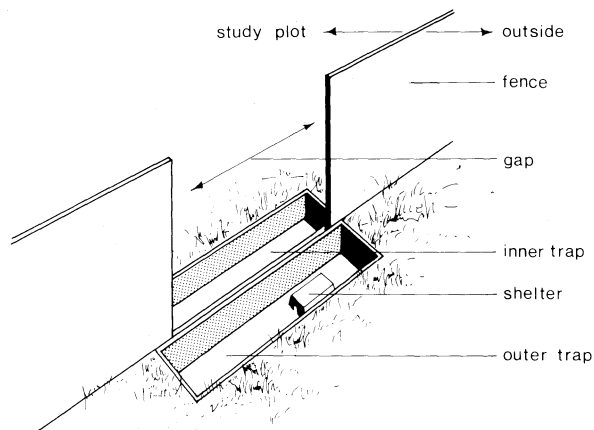 study plot outside
fence
gap
inner trap
shelter
outer trap